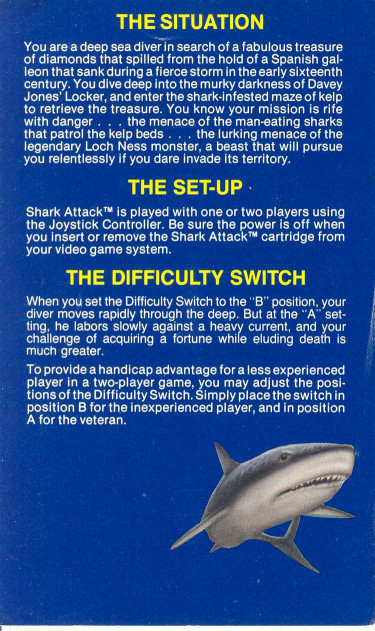 THE SITUATION
You are a deep sea diver in search of a fabulous treasure
of diamonds that spilled from the hold of a Spanish gal-
leon that sank during a fierce storm in the early sixteenth
century. You dive deep into the murky darkness of Davey
Jones' Locker, and enter the shark-infested maze of kelp
to retrieve the treasure. You know your mission is rife
with danger . . . the menace of the man-eating sharks
that patrol the kelp beds . . . the lurking menace of the
legendary Loch Ness monster, a beast that will pursue
you relentlessly if you dare invade its territory.
THE SET-UP
Shark Attack™ is played with one or two players using
the Joystick Controller. Be sure the power is off when
you insert or remove the Shark Attack™ cartridge from
your video game system.
THE DIFFICULTY SWITCH
When you set the Difficulty Switch to the "B" position, your
diver moves rapidly through the deep. But at the "A" set-
ting, he labors slowly against a heavy current, and your
challenge of acquiring a fortune while eluding death is
much greater.
To provide a handicap advantage for a less experienced
player in a two-player game, you may adjust the posi-
tions of the Difficulty Switch. Simply place the switch in
position B for the inexperienced player, and in position
A for the veteran.